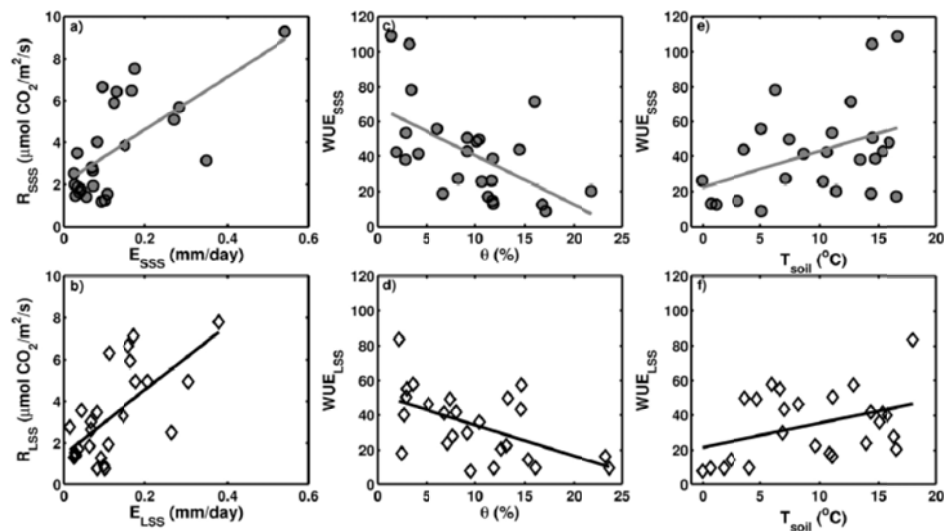 a)
R_SSS (μmol CO₂/m²/s)
10
8
6
4
2
0
0 0.2 0.4 0.6
E_SSS (mm/day)
c)
WUE_SSS
120
100
80
60
40
20
0
0 5 10 15 20 25
θ (%)
e)
WUE_SSS
120
100
80
60
40
20
0
0 5 10 15 20
T_soil (°C)
b)
R_LSS (μmol CO₂/m²/s)
10
8
6
4
2
0
0 0.2 0.4 0.6
E_LSS (mm/day)
d)
WUE_LSS
120
100
80
60
40
20
0
0 5 10 15 20 25
θ (%)
f)
WUE_LSS
120
100
80
60
40
20
0
0 5 10 15 20
T_soil (°C)